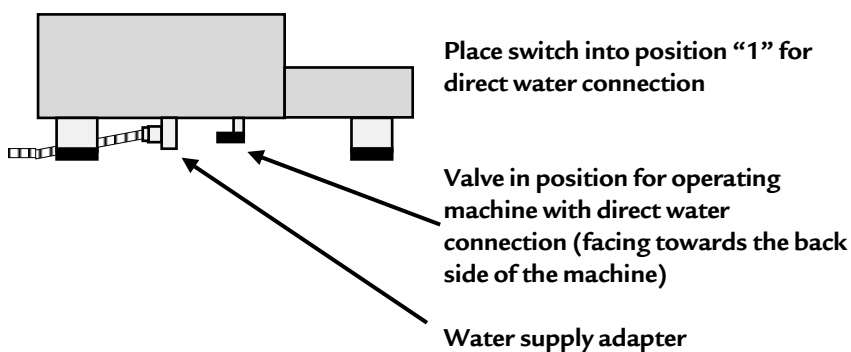 Place switch into position “1” for
direct water connection
Valve in position for operating
machine with direct water
connection (facing towards the back
side of the machine)
Water supply adapter